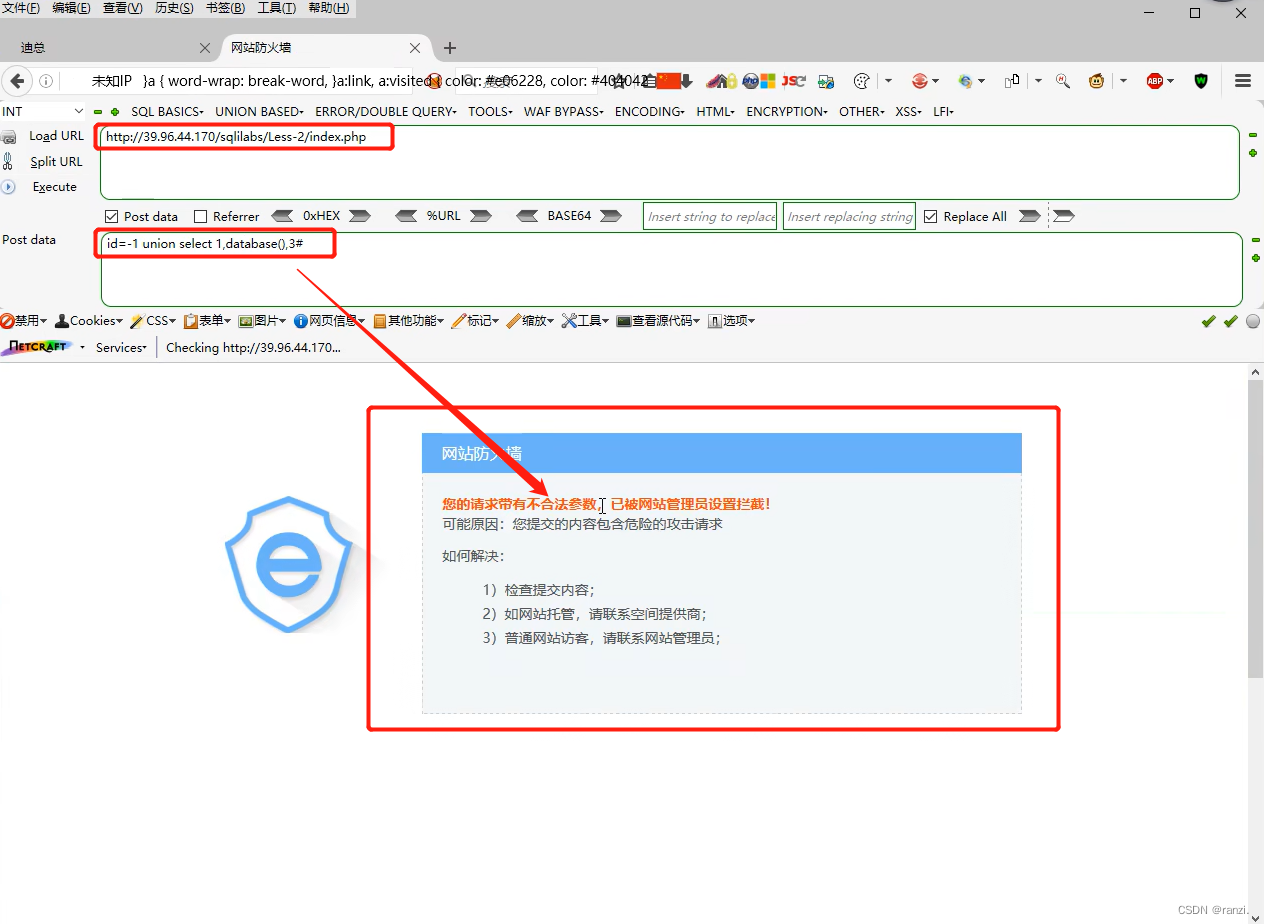 文件(F) 编辑(E) 查看(V) 历史(S) 书签(B) 工具(T) 帮助(H)
迪总
网站防火墙
未知IP }a { word-wrap: break-word, }a:link, a:visited color: #e06228, color: #404042
INT SQL BASICS UNION BASED ERROR/DOUBLE QUERY TOOLS WAF BYPASS ENCODING HTML ENCRYPTION OTHER XSS LFI
Load URL http://39.96.44.170/sqlilabs/Less-2/index.php
Split URL
Execute
Post data Referrer 0xHEX %URL BASE64 Insert string to replace Insert replacing string Replace All
Post data id=-1 union select 1,database(),3#
禁用 Cookies CSS 表单 图片 网页信息 其他功能 标记 缩放 工具 查看源代码 选项
NETCRAFT Services Checking http://39.96.44.170...
网站防火墙
您的请求带有不合法参数，已被网站管理员设置拦截！
可能原因：您提交的内容包含危险的攻击请求
如何解决：
1）检查提交内容；
2）如网站托管，请联系空间提供商；
3）普通网站访客，请联系网站管理员；
CSDN @ranzi.